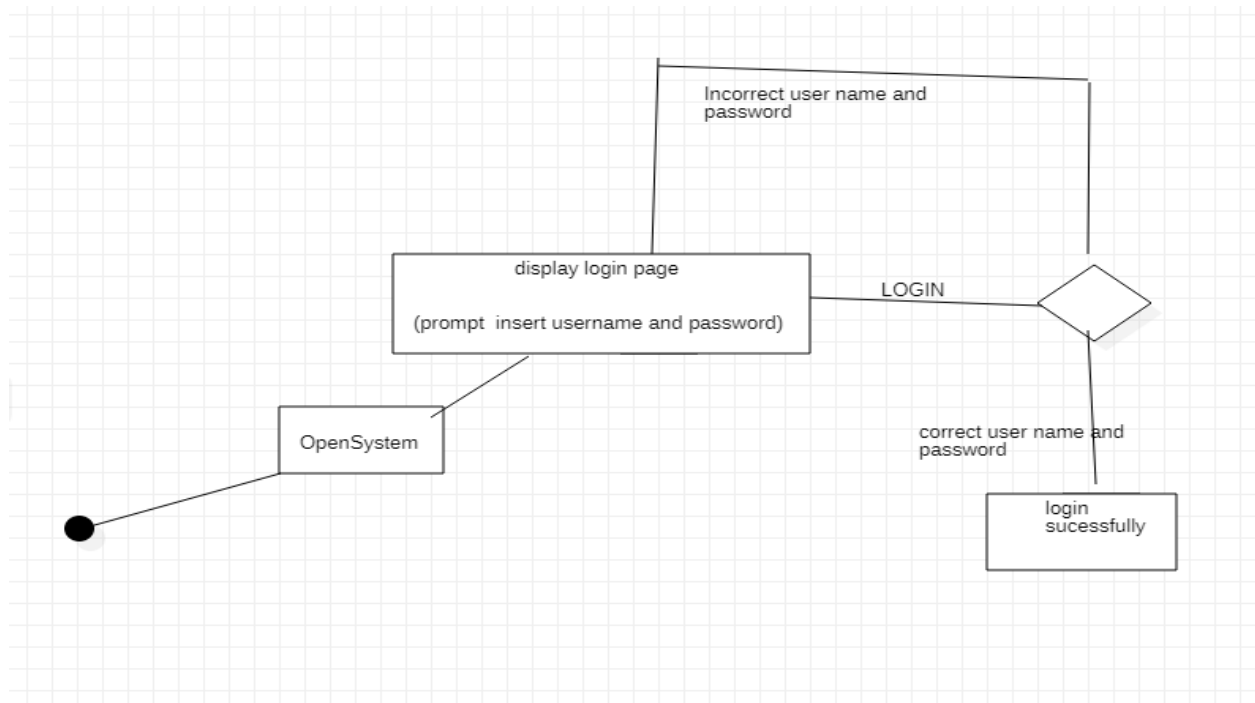 Incorrect user name and
password
display login page
LOGIN
(prompt insert username and password)
OpenSystem
correct user name and
password
login
sucessfully